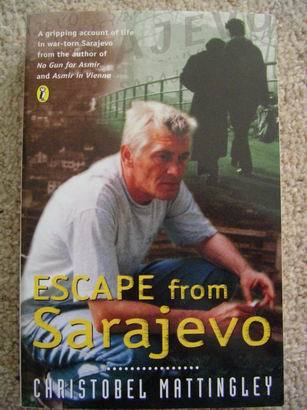 JEVO
A gripping account of life
in war-torn Sarajevo
from the author of
No Gun for Asmir
and Asmir in Vienna
ESCAPE from
Sarajevo
CHRISTOBEL MATTINGLEY